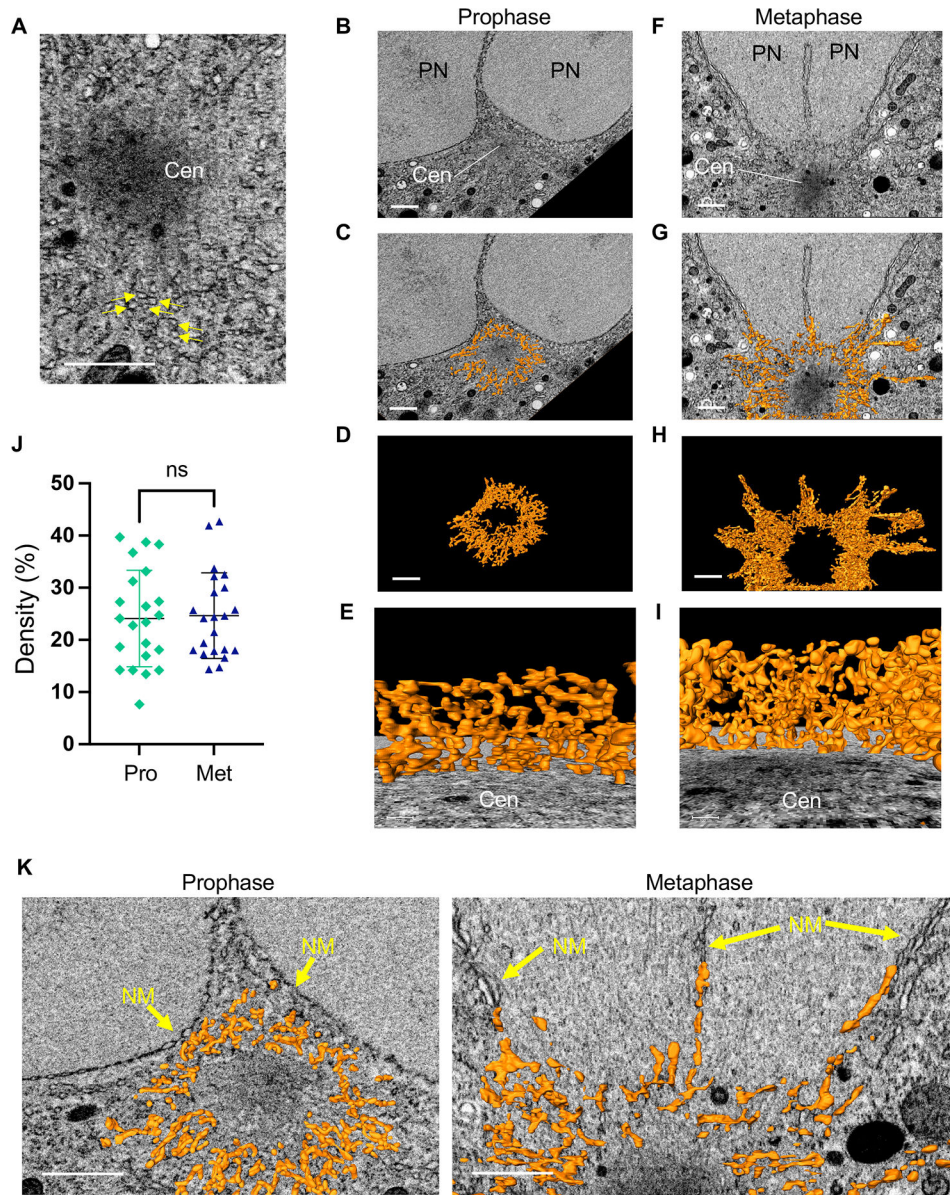 Prophase
Metaphase
A
Cen
B
PN
PN
Cen
F
PN
PN
Cen
C
G
D
H
E
Cen
I
Cen
J
ns
50
40
30
20
10
0
Density (%)
Pro
Met
K
Prophase
Metaphase
NM
NM
NM
NM